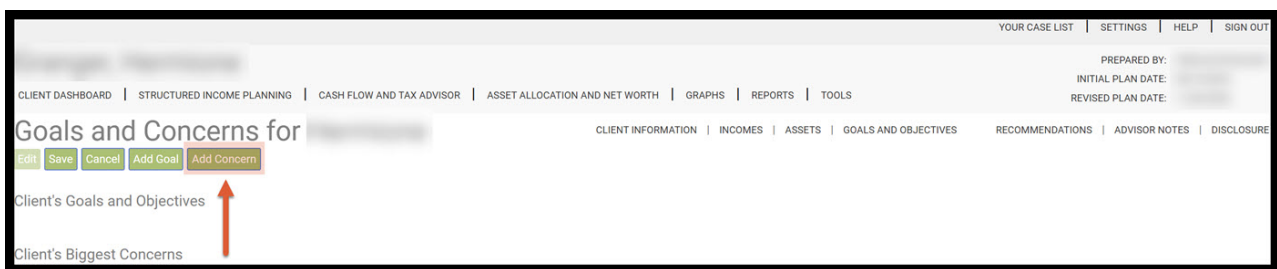 YOUR CASE LIST | SETTINGS | HELP | SIGN OUT
PREPARED BY:
INITIAL PLAN DATE:
CLIENT DASHBOARD | STRUCTURED INCOME PLANNING | CASH FLOW AND TAX ADVISOR | ASSET ALLOCATION AND NET WORTH | GRAPHS | REPORTS | TOOLS
REVISED PLAN DATE:
Goals and Concerns for
CLIENT INFORMATION | INCOMES | ASSETS | GOALS AND OBJECTIVES RECOMMENDATIONS | ADVISOR NOTES | DISCLOSURE
Edit Save Cancel Add Goal Add Concern
Client's Goals and Objectives
Client's Biggest Concerns